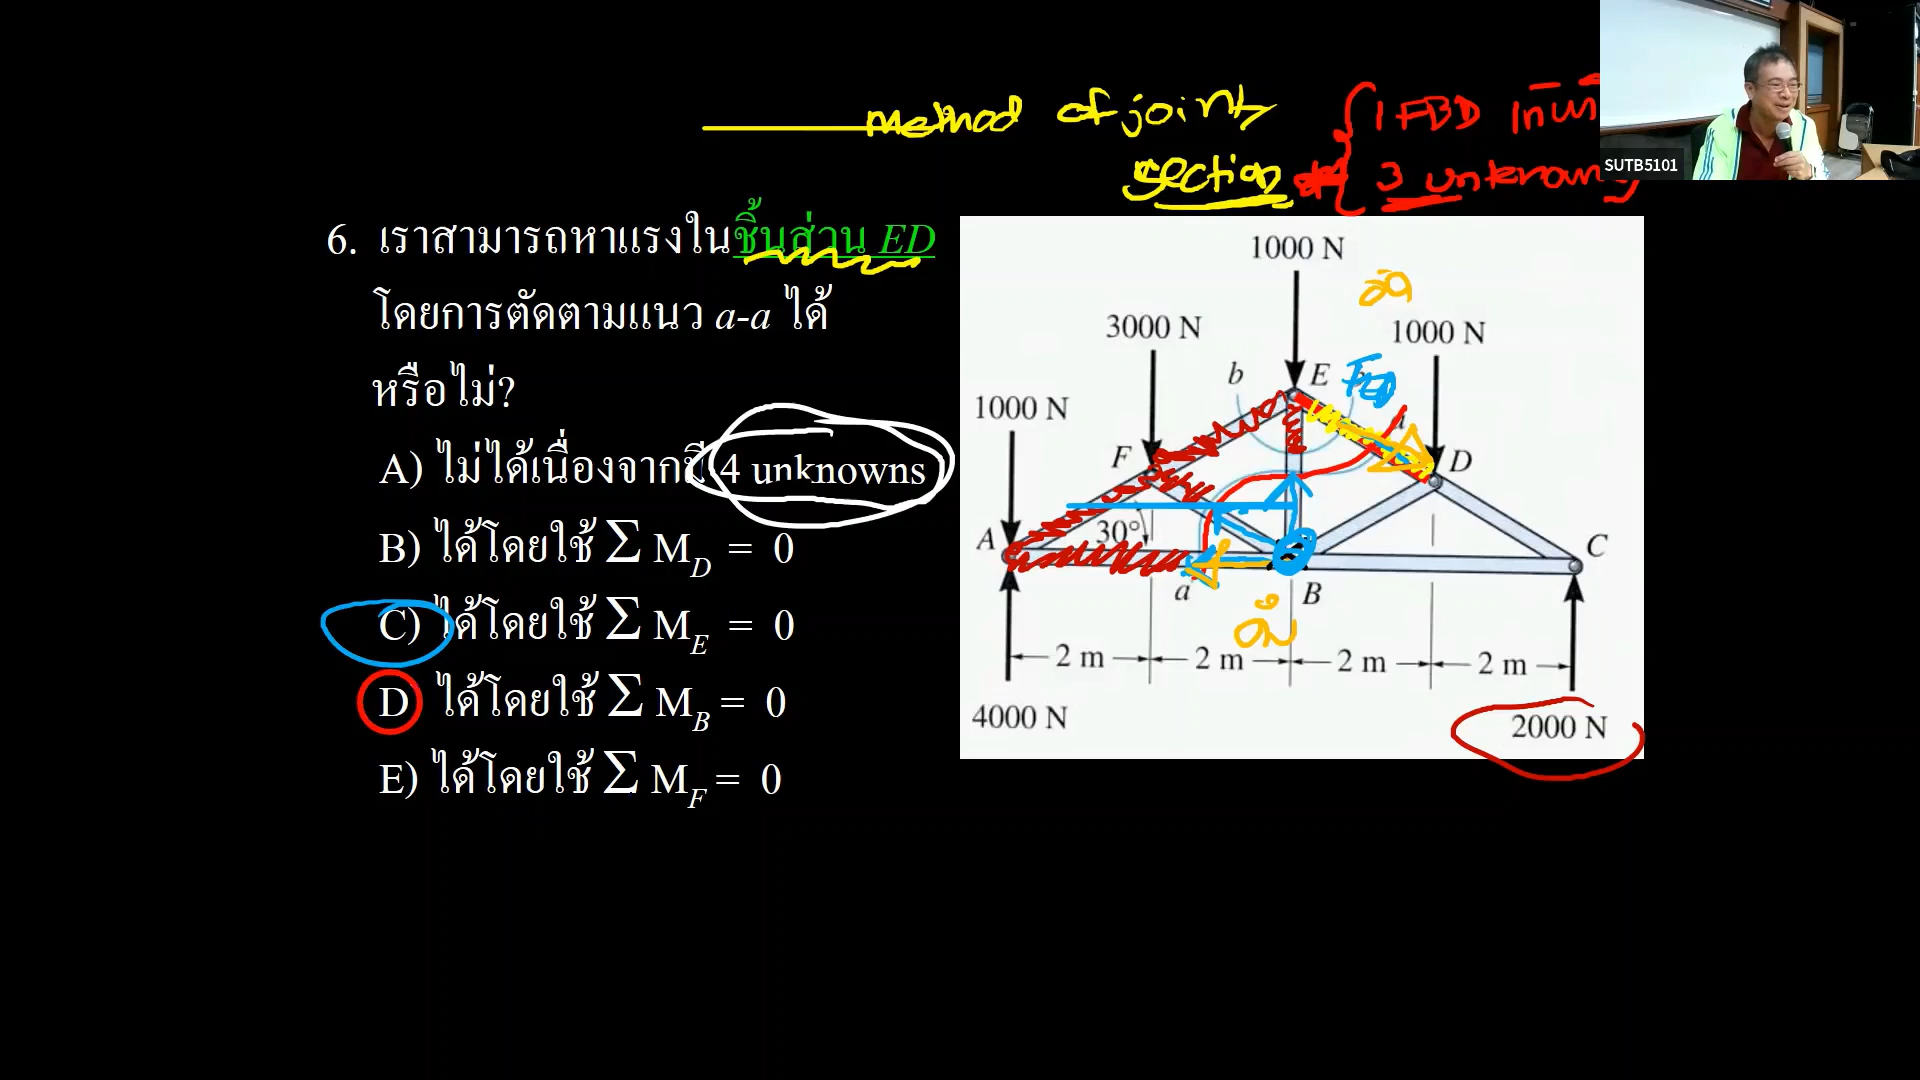 method of joint
section
1 FBD
3 unknowns
SUTB5101
6. เราสามารถหาแรงในชิ้นส่วน ED
โดยการตัดตามแนว a-a ได้
หรือไม่?
A) ไม่ได้เนื่องจากมี 4 unknowns
B) ได้โดยใช้ Σ M_D = 0
C) ได้โดยใช้ Σ M_E = 0
D) ได้โดยใช้ Σ M_B = 0
E) ได้โดยใช้ Σ M_F = 0
1000 N
3000 N
1000 N
1000 N
b
E
F_ED
F
D
A
30°
C
a
B
2 m
2 m
2 m
2 m
4000 N
2000 N